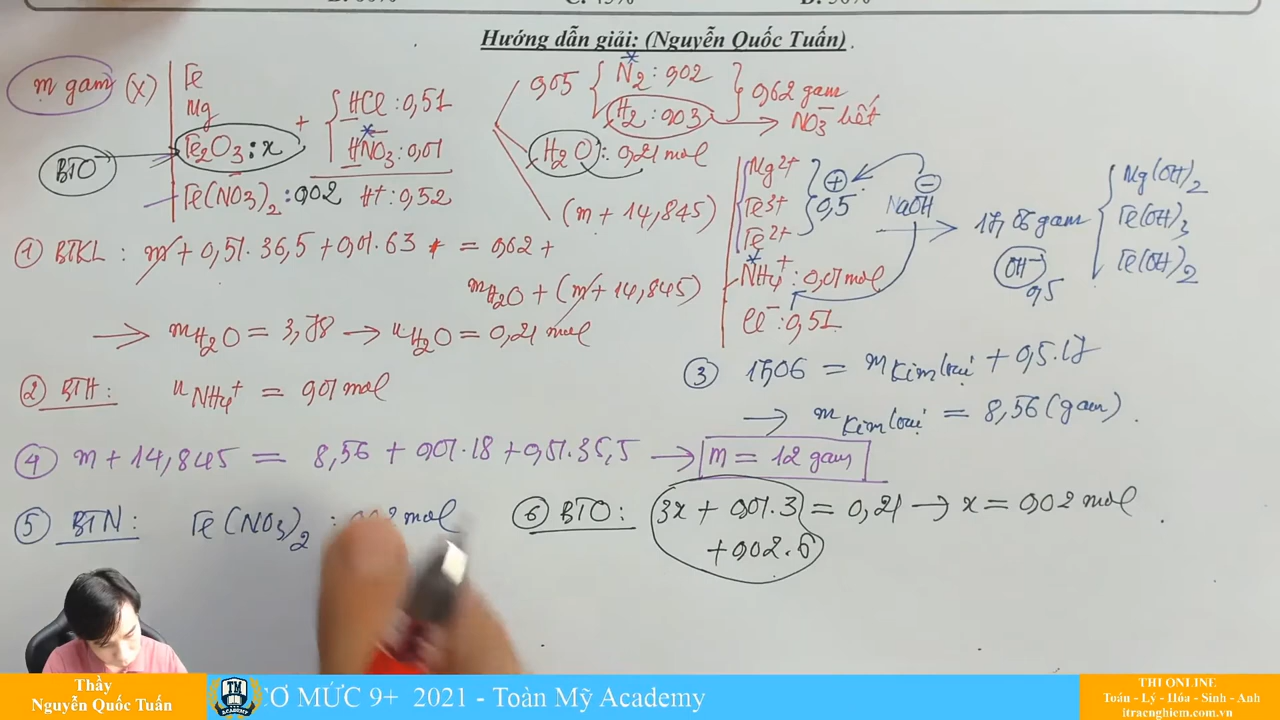 Hướng dẫn giải: (Nguyễn Quốc Tuấn).
m gam (X)
Fe
Mg
Fe2O3 : x
Fe(NO3)2 : 0,02
BTO
+
HCl : 0,51
HNO3 : 0,01
H+ : 0,52
0,05
N2 : 0,02
H2 : 0,03
0,62 gam
NO3− hết
H2O : 0,21 mol
(m + 14,845)
Mg2+
Fe3+
Fe2+
0,5
NH4+ : 0,01 mol
Cl− : 0,51
NaOH
17,06 gam
OH−
0,5
Mg(OH)2
Fe(OH)3
Fe(OH)2
① BTKL : m + 0,51. 36,5 + 0,01. 63 = 0,62 +
mH2O + (m + 14,845)
→ mH2O = 3,78 → nH2O = 0,21 mol
② BTH : nNH4+ = 0,01 mol
③ 17,06 = mKim loại + 0,5.17
→ mKim loại = 8,56 (gam).
④ m + 14,845 = 8,56 + 0,01.18 + 0,51.35,5 → m = 12 gam
⑤ BTN : Fe(NO3)2 : 0,02 mol
⑥ BTO : 3x + 0,01.3 = 0,21 → x = 0,02 mol
+ 0,02.6
Thầy
Nguyễn Quốc Tuấn
TM
CƠ MỨC 9+ 2021 - Toàn Mỹ Academy
THI ONLINE
Toán - Lý - Hóa - Sinh - Anh
itracnghiem.com.vn